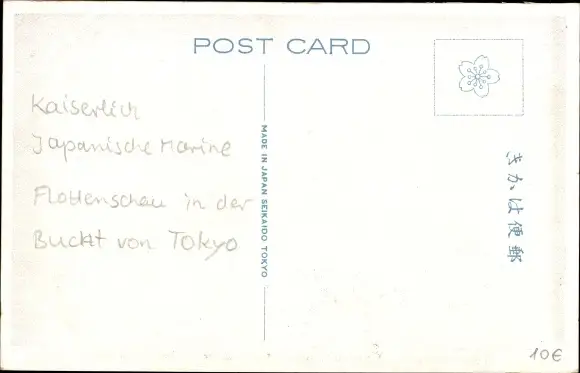 POST CARD
Kaiserlich
Japanische Marine
Flottenschau in der
Bucht von Tokyo
MADE IN JAPAN SEIKAIDO TOKYO
きかは便郵
10€